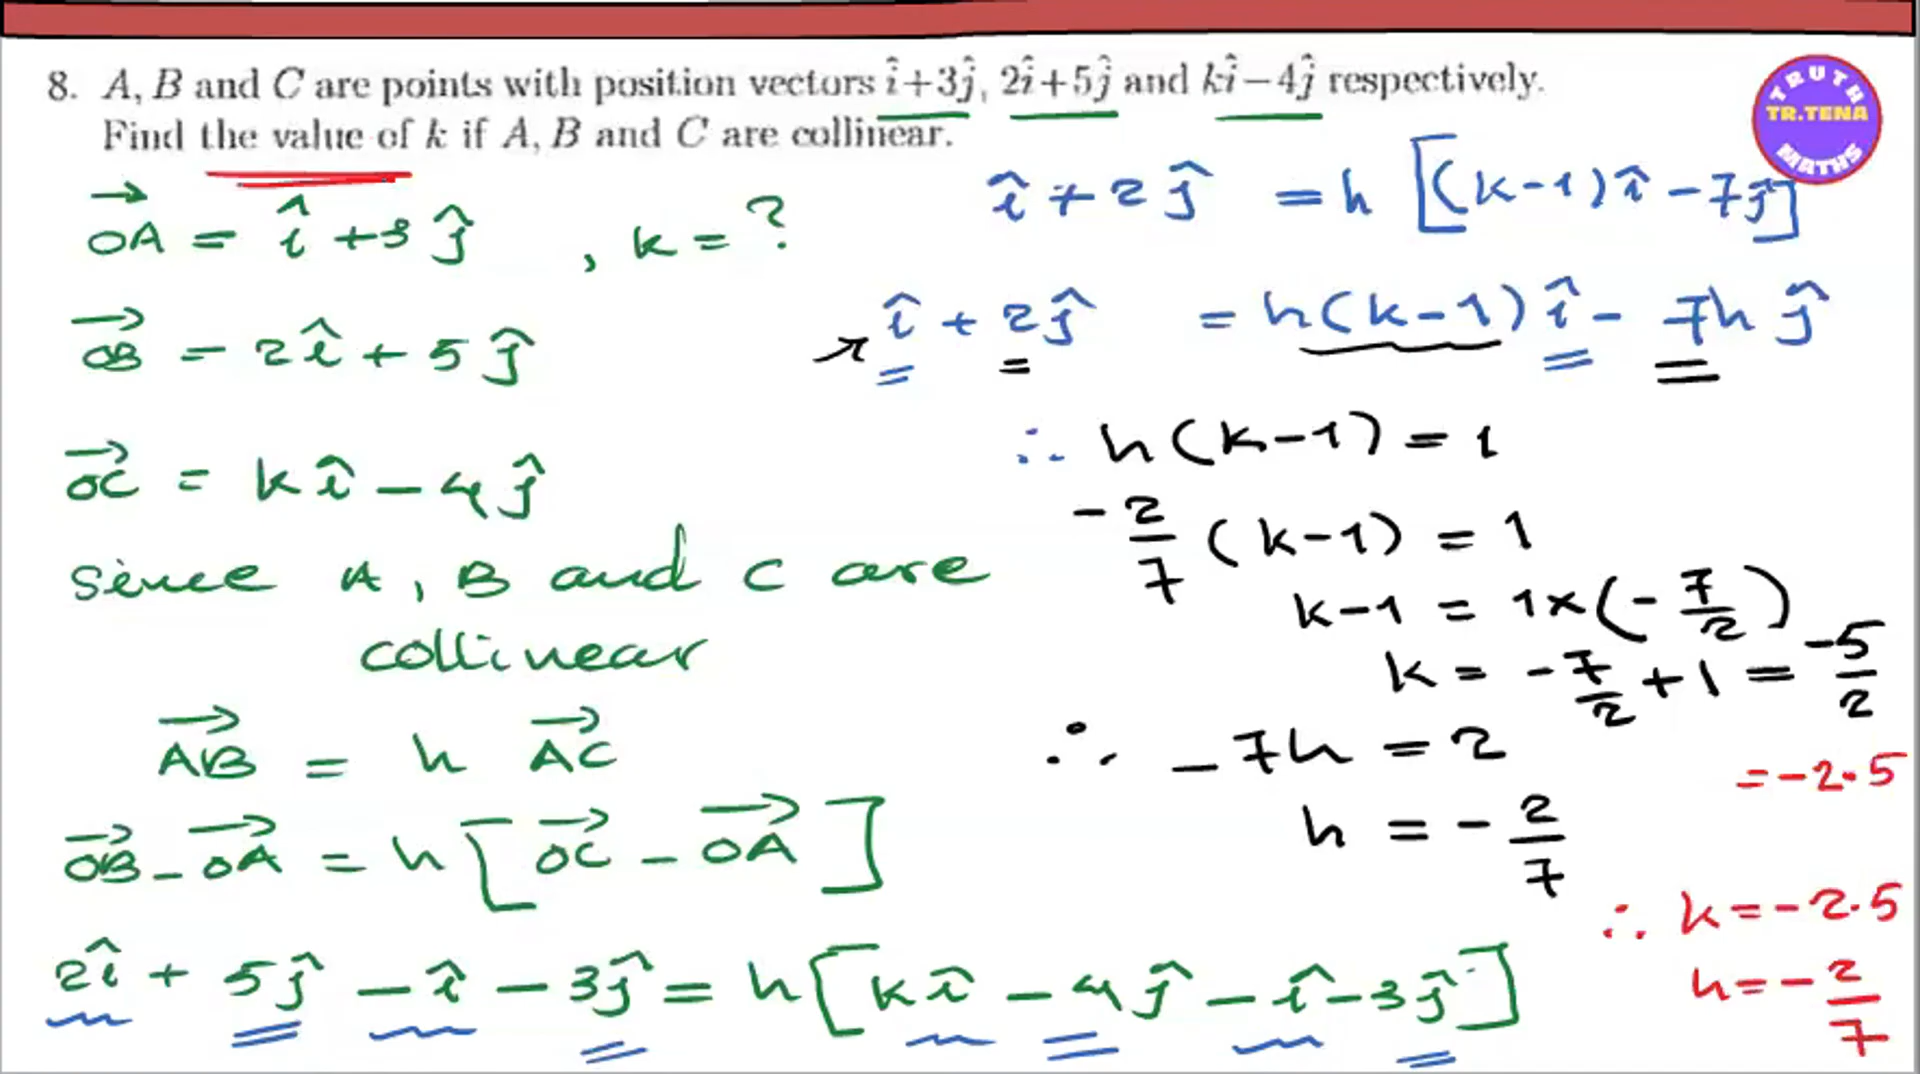 8. A, B and C are points with position vectors î+3ĵ, 2î+5ĵ and kî−4ĵ respectively.
Find the value of k if A, B and C are collinear.
TRUTH
TR.TENA
MATHS
→OA = î + 3ĵ , k = ?
→OB = 2î + 5ĵ
→OC = kî − 4ĵ
since A, B and C are
collinear
→AB = h →AC
→OB − →OA = h [→OC − →OA]
2î + 5ĵ − î − 3ĵ = h [kî − 4ĵ − î − 3ĵ]
î + 2ĵ = h [(k−1)î − 7ĵ]
î + 2ĵ = h(k−1)î − 7hĵ
∴ h(k−1) = 1
−2/7 (k−1) = 1
k−1 = 1×(−7/2)
k = −7/2 + 1 = −5/2
= −2.5
∴ −7h = 2
h = −2/7
∴ k = −2.5
h = −2/7